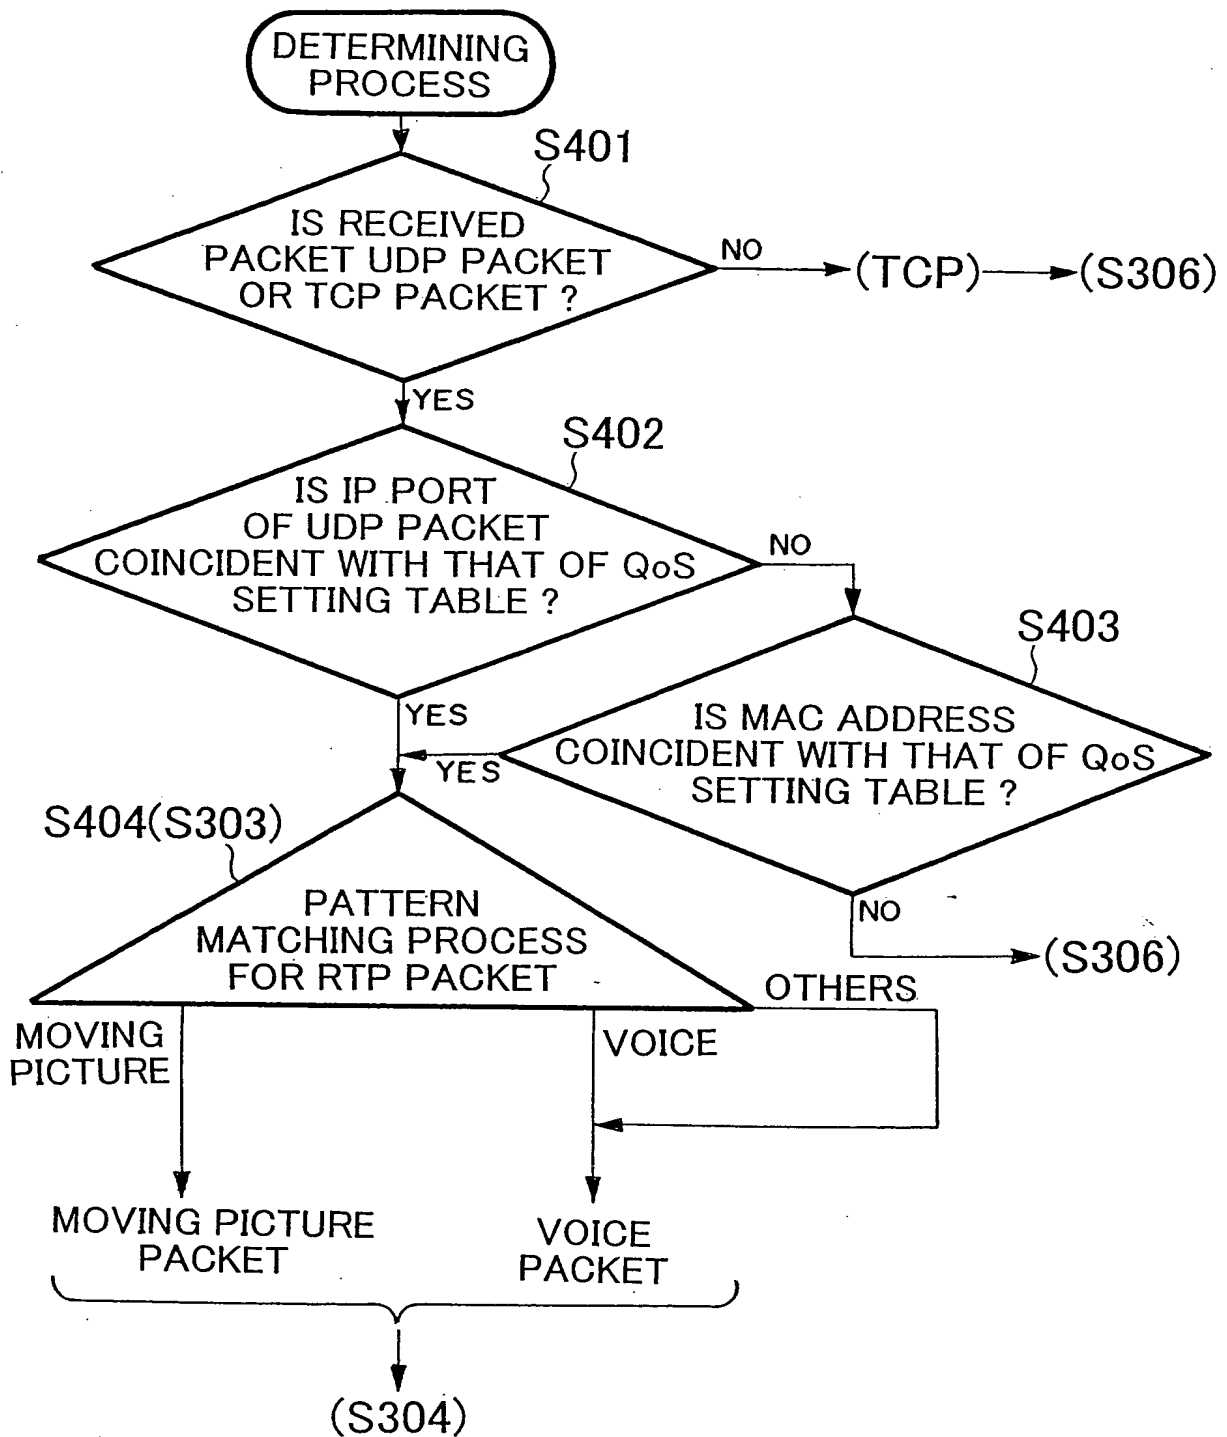 DETERMINING
PROCESS
S401
IS RECEIVED
PACKET UDP PACKET
OR TCP PACKET ?
NO
(TCP)
(S306)
YES
S402
IS IP PORT
OF UDP PACKET
COINCIDENT WITH THAT OF QoS
SETTING TABLE ?
NO
S403
IS MAC ADDRESS
COINCIDENT WITH THAT OF QoS
SETTING TABLE ?
YES
YES
NO
(S306)
S404(S303)
PATTERN
MATCHING PROCESS
FOR RTP PACKET
OTHERS
MOVING
PICTURE
VOICE
MOVING PICTURE
PACKET
VOICE
PACKET
(S304)